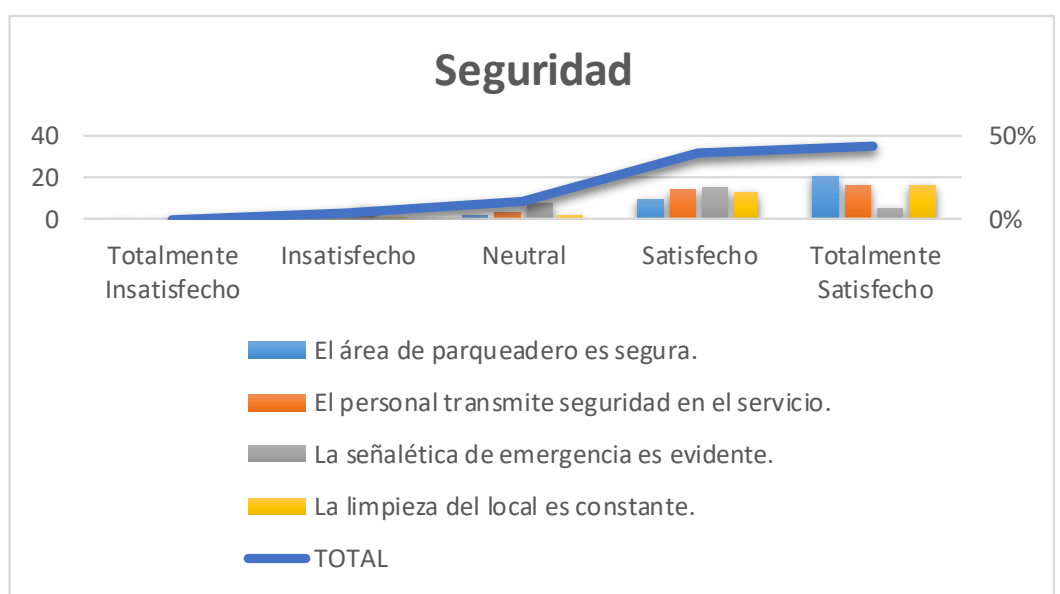 Seguridad
40
20
0
50%
0%
Totalmente
Insatisfecho
Insatisfecho
Neutral
Satisfecho
Totalmente
Satisfecho
El área de parqueadero es segura.
El personal transmite seguridad en el servicio.
La señalética de emergencia es evidente.
La limpieza del local es constante.
TOTAL